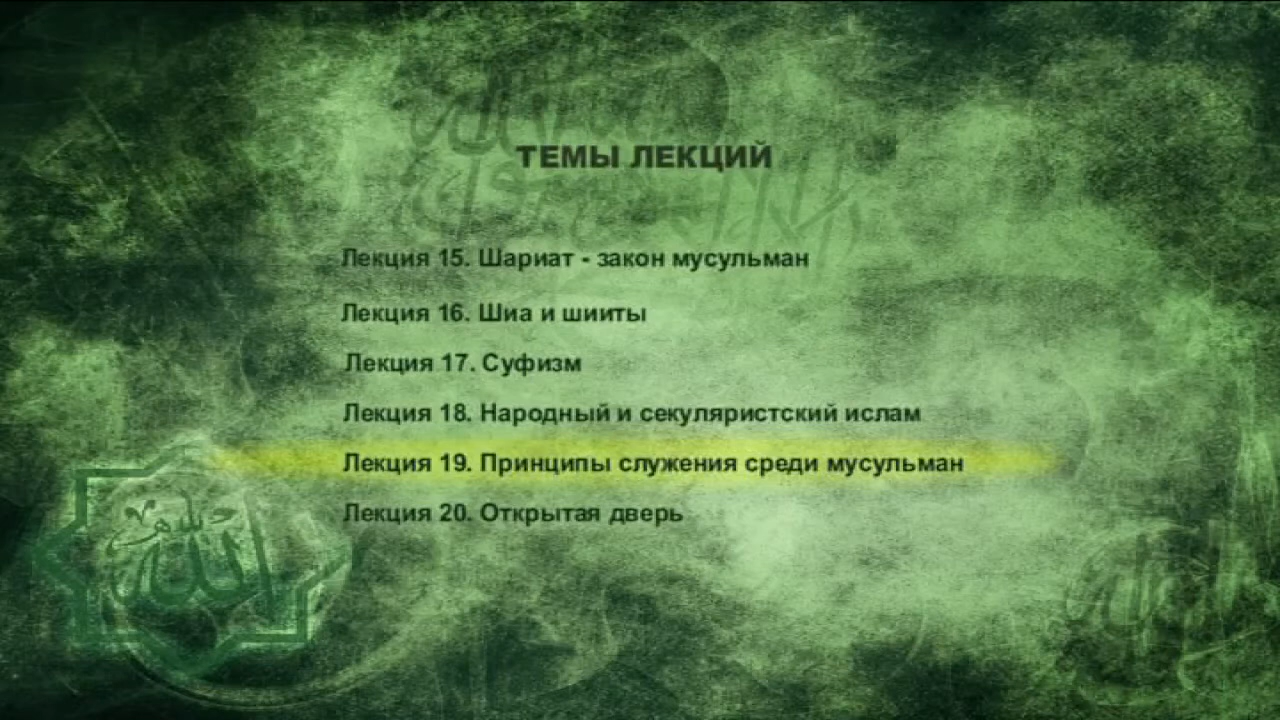 ТЕМЫ ЛЕКЦИЙ
Лекция 15. Шариат - закон мусульман
Лекция 16. Шиа и шииты
Лекция 17. Суфизм
Лекция 18. Народный и секуляристский ислам
Лекция 19. Принципы служения среди мусульман
Лекция 20. Открытая дверь
الله